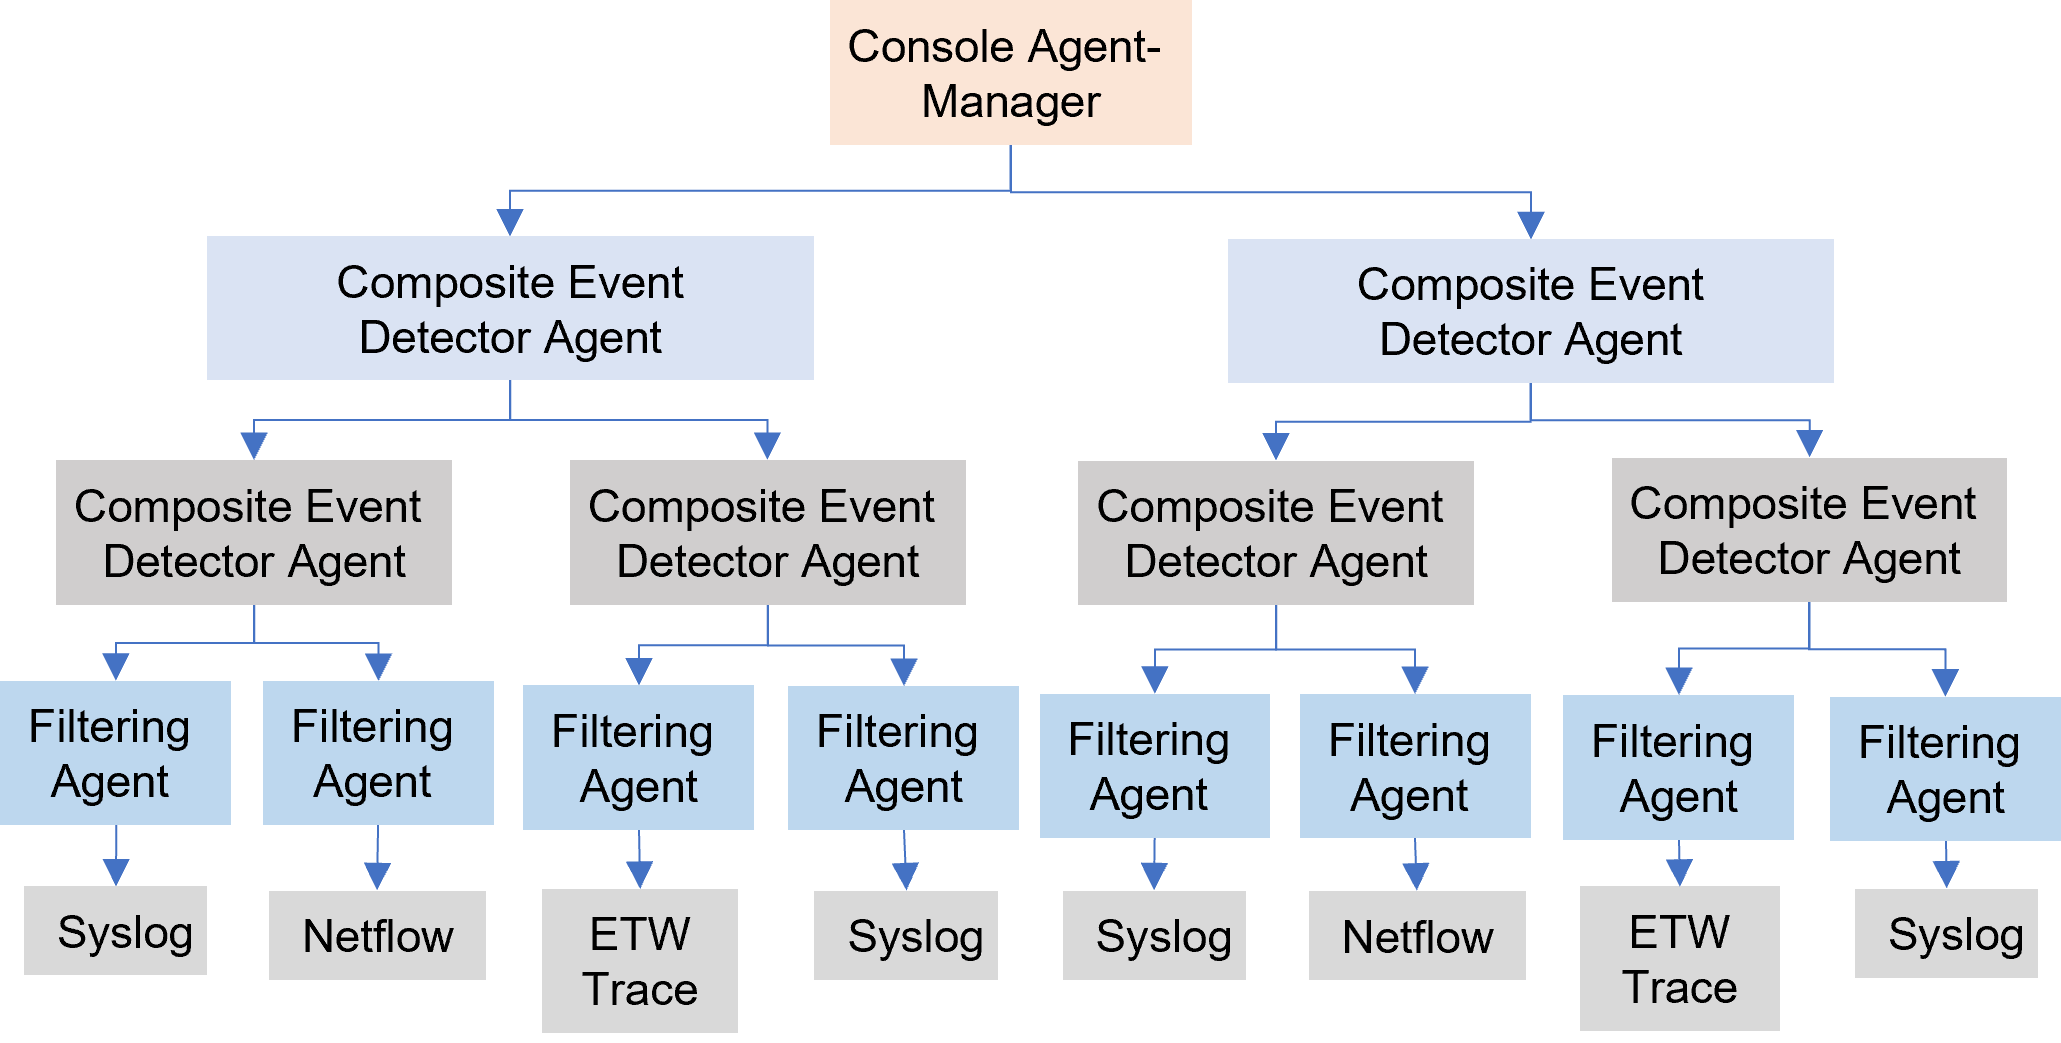 Console Agent-
Manager
Composite Event
Detector Agent
Composite Event
Detector Agent
Composite Event
Detector Agent
Composite Event
Detector Agent
Composite Event
Detector Agent
Composite Event
Detector Agent
Filtering
Agent
Filtering
Agent
Filtering
Agent
Filtering
Agent
Filtering
Agent
Filtering
Agent
Filtering
Agent
Filtering
Agent
Syslog
Netflow
ETW
Trace
Syslog
Syslog
Netflow
ETW
Trace
Syslog